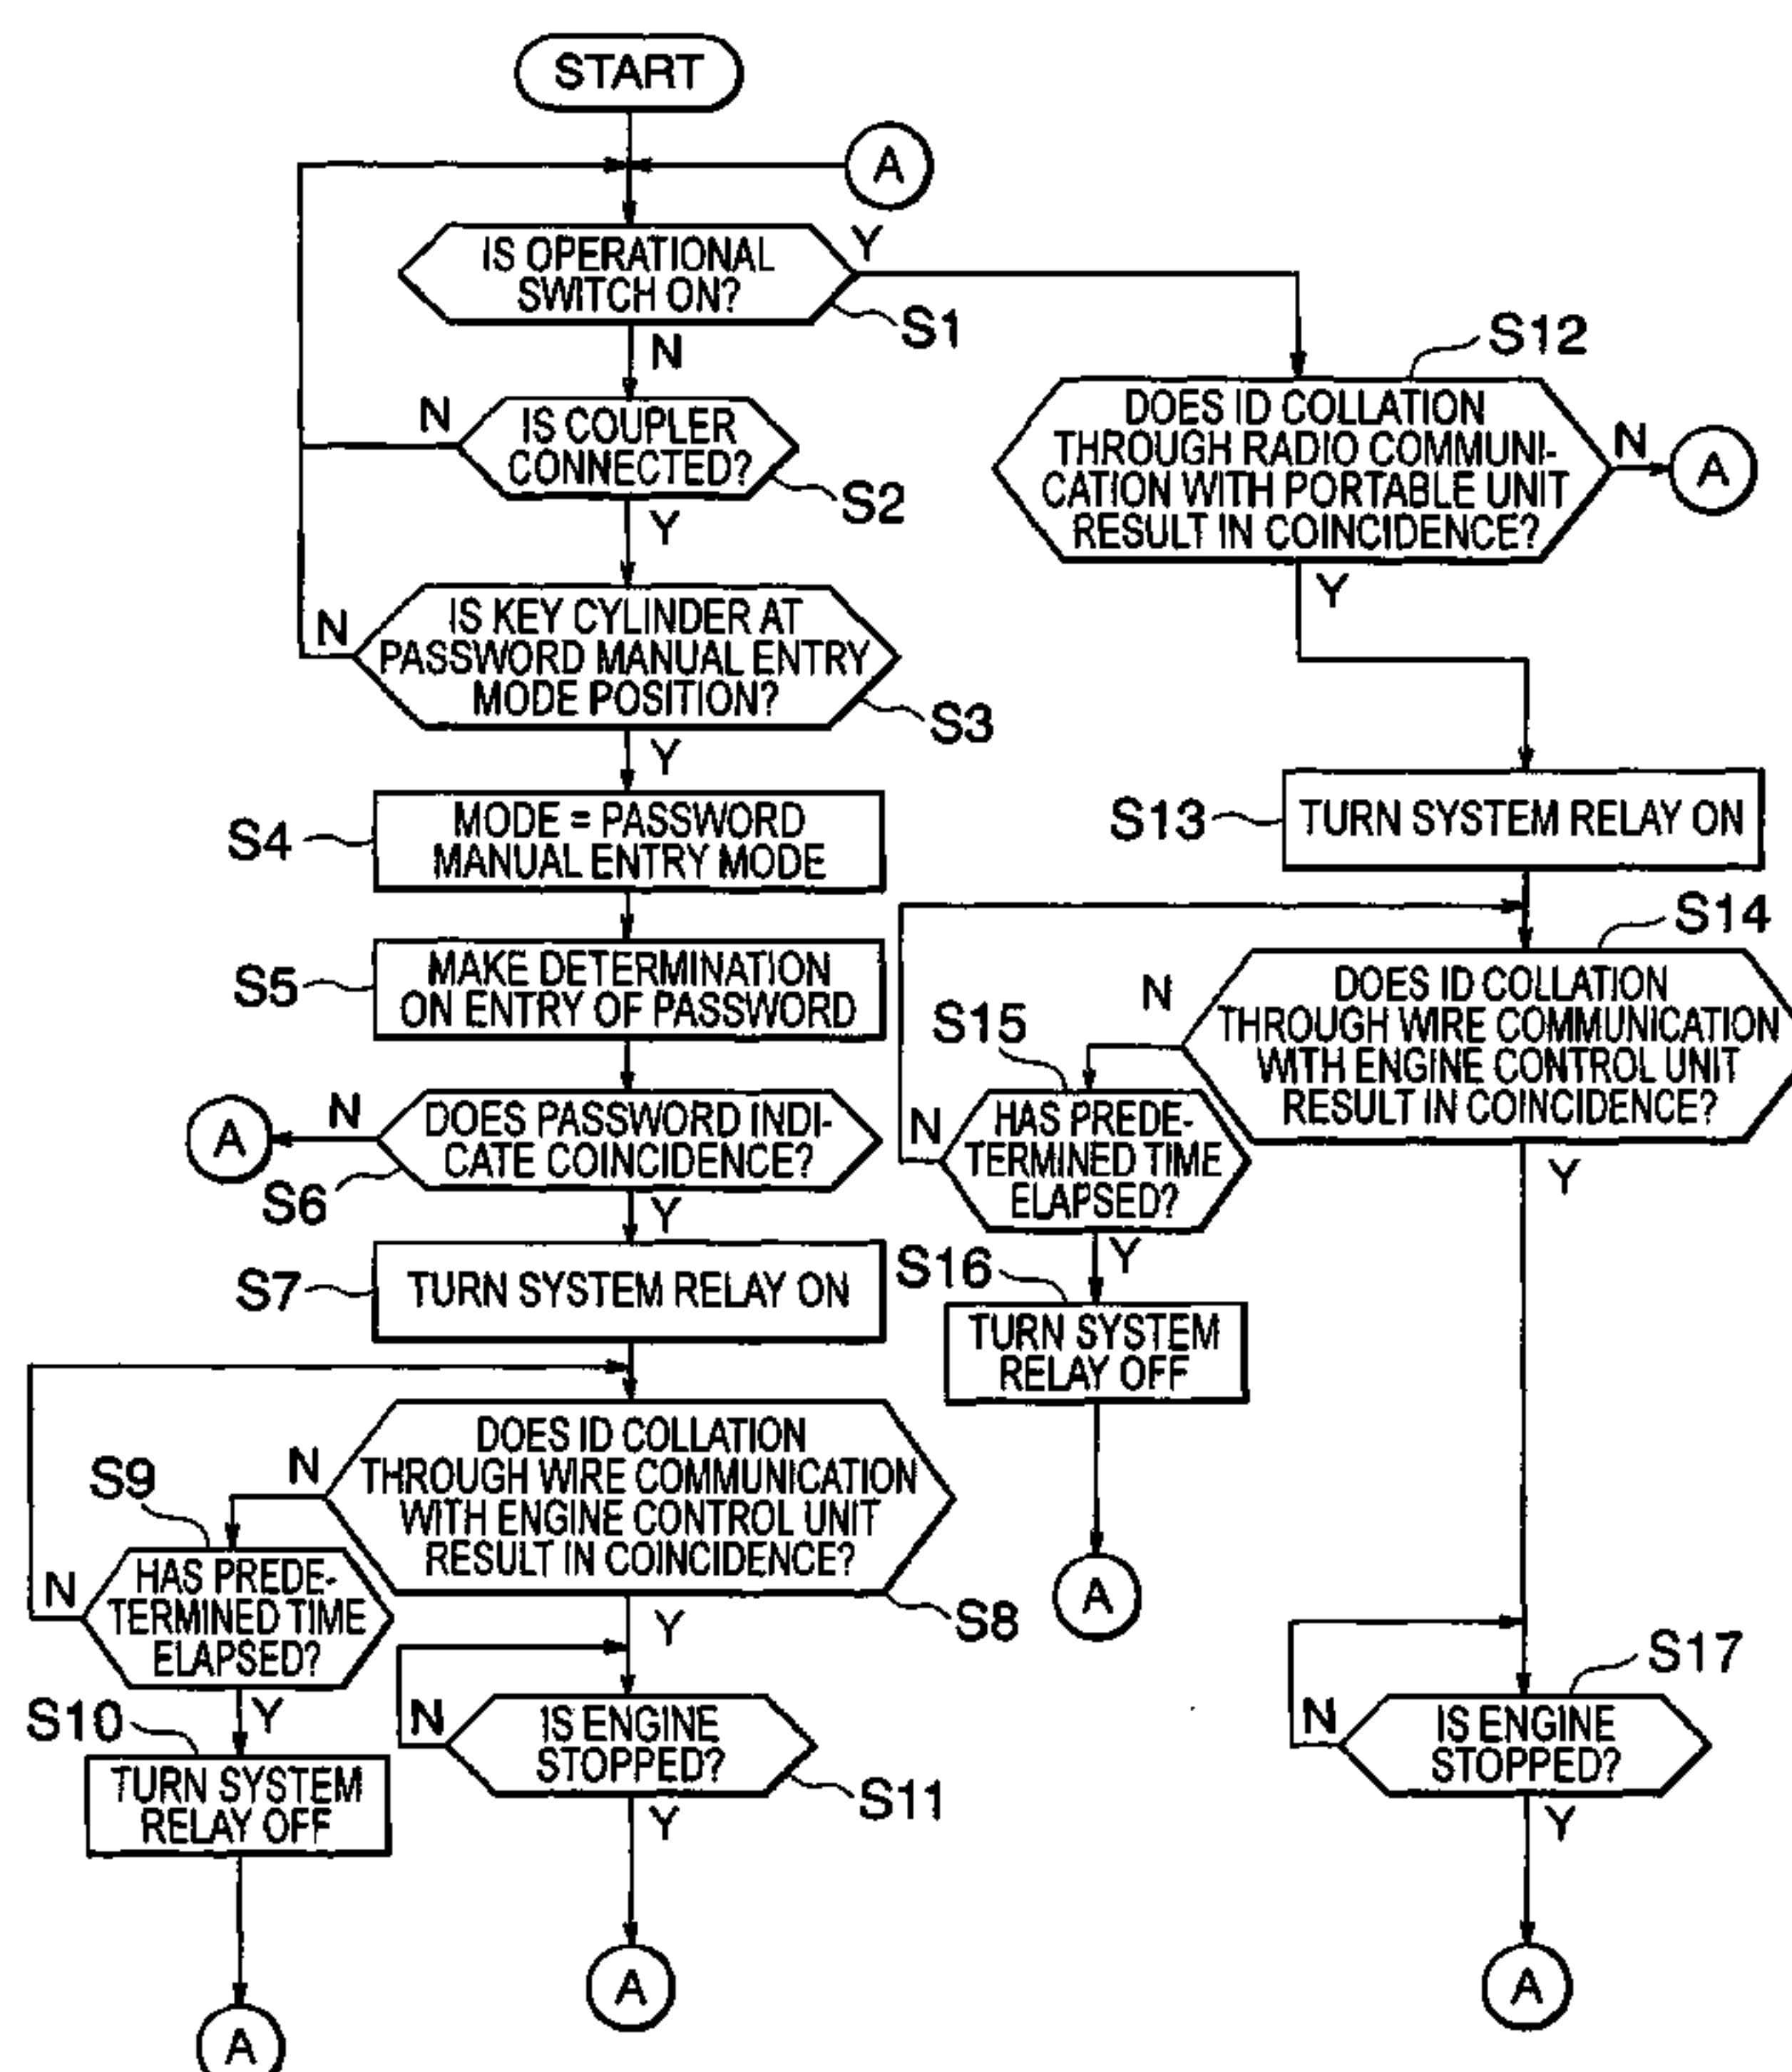 START
A
IS OPERATIONAL
SWITCH ON?
Y
S1
N
IS COUPLER
CONNECTED?
N
S2
Y
IS KEY CYLINDER AT
PASSWORD MANUAL ENTRY
MODE POSITION?
N
S3
Y
S4
MODE = PASSWORD
MANUAL ENTRY MODE
S5
MAKE DETERMINATION
ON ENTRY OF PASSWORD
A
N
DOES PASSWORD INDI-
CATE COINCIDENCE?
S6
Y
S7
TURN SYSTEM RELAY ON
DOES ID COLLATION
THROUGH WIRE COMMUNICATION
WITH ENGINE CONTROL UNIT
RESULT IN COINCIDENCE?
N
S8
S9
N
HAS PREDE-
TERMINED TIME
ELAPSED?
Y
S10
TURN SYSTEM
RELAY OFF
A
Y
N
IS ENGINE
STOPPED?
S11
Y
A
S12
DOES ID COLLATION
THROUGH RADIO COMMUNI-
CATION WITH PORTABLE UNIT
RESULT IN COINCIDENCE?
N
A
Y
S13
TURN SYSTEM RELAY ON
S14
N
DOES ID COLLATION
THROUGH WIRE COMMUNICATION
WITH ENGINE CONTROL UNIT
RESULT IN COINCIDENCE?
S15
N
HAS PREDE-
TERMINED TIME
ELAPSED?
Y
S16
TURN SYSTEM
RELAY OFF
A
Y
S17
N
IS ENGINE
STOPPED?
Y
A